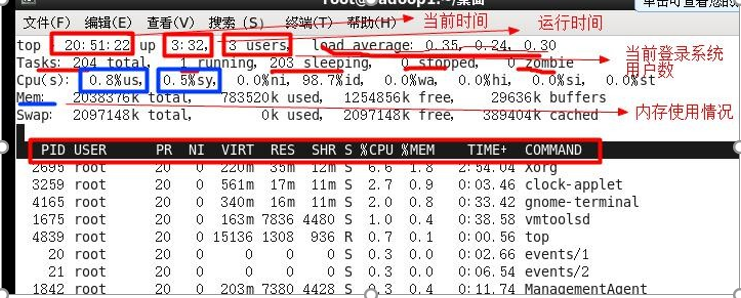 root@hadoop1:~/桌面
单击可查看您的
文件(F) 编辑(E) 查看(V) 搜索 (S) 终端(T) 帮助(H)
当前时间
运行时间
top - 20:51:22 up 3:32, 3 users, load average: 0.35, 0.24, 0.30
Tasks: 204 total, 1 running, 203 sleeping, 0 stopped, 0 zombie
当前登录系统
用户数
Cpu(s): 0.8%us, 0.5%sy, 0.0%ni, 98.7%id, 0.0%wa, 0.0%hi, 0.0%si, 0.0%st
Mem: 2038376k total, 783520k used, 1254856k free, 29636k buffers
内存使用情况
Swap: 2097148k total, 0k used, 2097148k free, 389404k cached
PID USER PR NI VIRT RES SHR S %CPU %MEM TIME+ COMMAND
2695 root 20 0 220m 35m 12m S 6.6 1.8 2:54.04 Xorg
3259 root 20 0 561m 17m 11m S 2.7 0.9 0:03.46 clock-applet
4165 root 20 0 340m 16m 11m S 2.0 0.8 0:33.42 gnome-terminal
1675 root 20 0 163m 7836 4480 S 1.0 0.4 0:38.58 vmtoolsd
4839 root 20 0 15136 1308 936 R 0.7 0.1 0:00.56 top
20 root 20 0 0 0 0 S 0.3 0.0 0:02.66 events/1
21 root 20 0 0 0 0 S 0.3 0.0 0:06.54 events/2
1842 root 20 0 203m 7380 4428 S 0.3 0.4 0:11.74 ManagementAgent